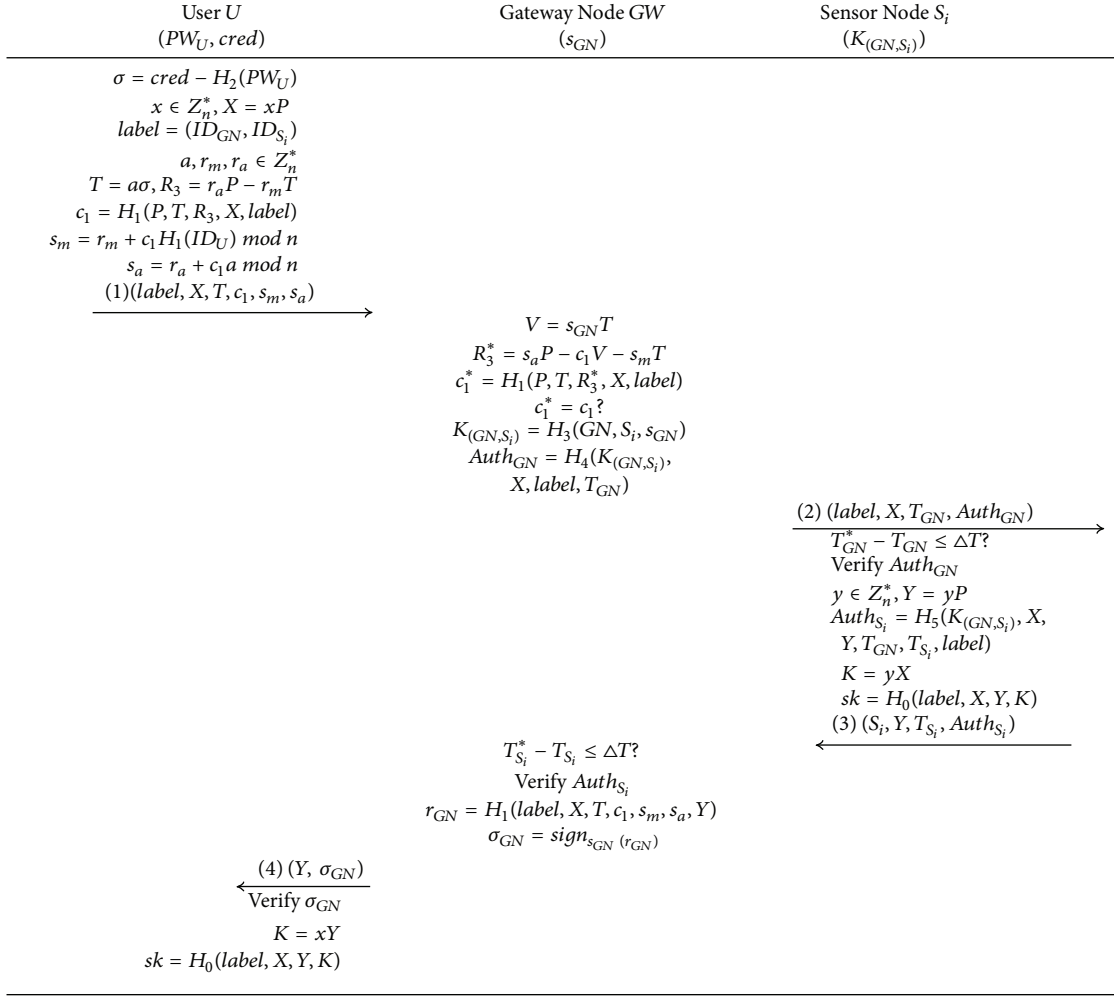 User U Gateway Node GW Sensor Node S_i
(PW_U, cred) (s_GN) (K_(GN,S_i))
σ = cred − H_2(PW_U)
x ∈ Z_n^*, X = xP
label = (ID_GN, ID_S_i)
a, r_m, r_a ∈ Z_n^*
T = aσ, R_3 = r_aP − r_mT
c_1 = H_1(P, T, R_3, X, label)
s_m = r_m + c_1H_1(ID_U) mod n
s_a = r_a + c_1a mod n
(1)(label, X, T, c_1, s_m, s_a)
V = s_GN T
R_3^* = s_aP − c_1V − s_mT
c_1^* = H_1(P, T, R_3^*, X, label)
c_1^* = c_1?
K_(GN,S_i) = H_3(GN, S_i, s_GN)
Auth_GN = H_4(K_(GN,S_i),
X, label, T_GN)
(2) (label, X, T_GN, Auth_GN)
T_GN^* − T_GN ≤ △T?
Verify Auth_GN
y ∈ Z_n^*, Y = yP
Auth_S_i = H_5(K_(GN,S_i), X,
Y, T_GN, T_S_i, label)
K = yX
sk = H_0(label, X, Y, K)
(3) (S_i, Y, T_S_i, Auth_S_i)
T_S_i^* − T_S_i ≤ △T?
Verify Auth_S_i
r_GN = H_1(label, X, T, c_1, s_m, s_a, Y)
σ_GN = sign_s_GN (r_GN)
(4) (Y, σ_GN)
Verify σ_GN
K = xY
sk = H_0(label, X, Y, K)